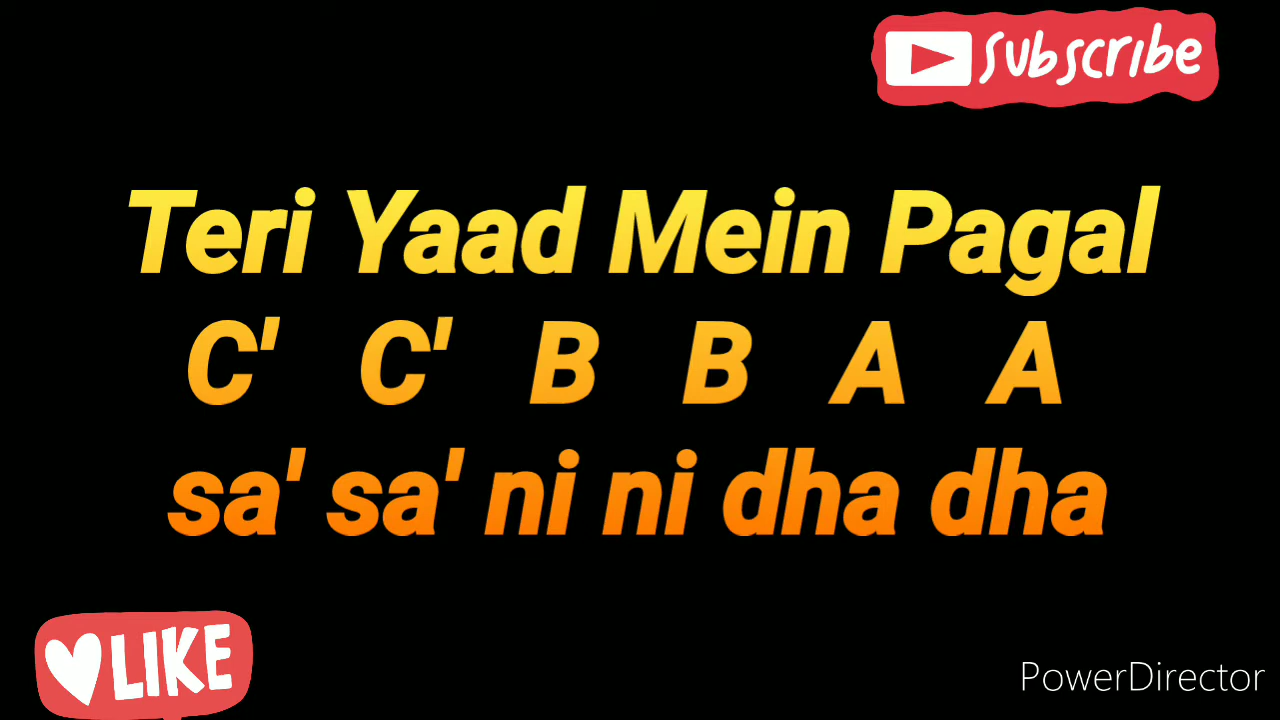 Subscribe
Teri Yaad Mein Pagal
C' C' B B A A
sa' sa' ni ni dha dha
LIKE
PowerDirector